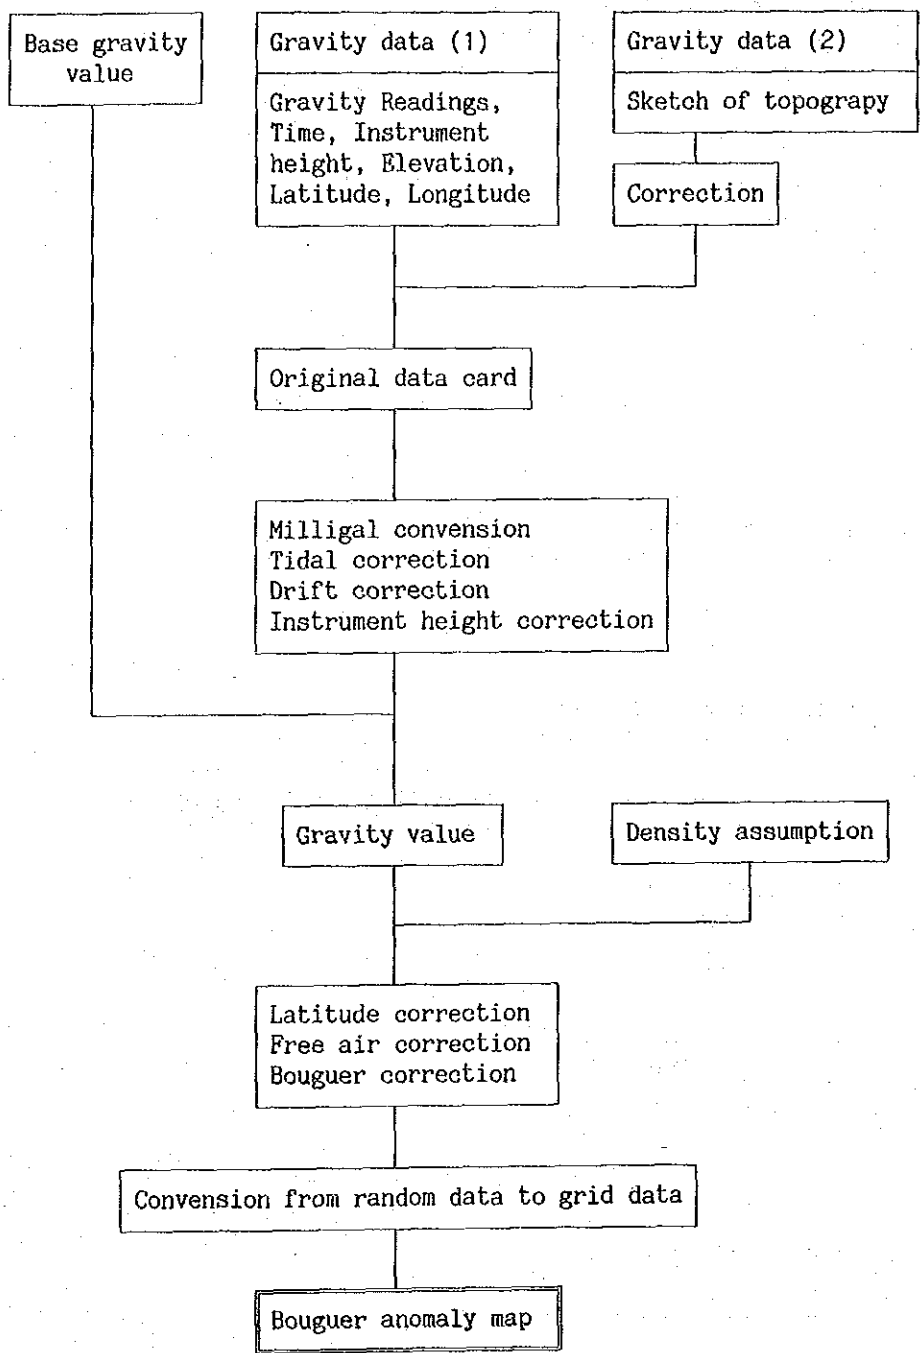 Base gravity
value
Gravity data (1)
Gravity Readings,
Time, Instrument
height, Elevation,
Latitude, Longitude
Gravity data (2)
Sketch of topograpy
Correction
Original data card
Milligal convension
Tidal correction
Drift correction
Instrument height correction
Gravity value
Density assumption
Latitude correction
Free air correction
Bouguer correction
Convension from random data to grid data
Bouguer anomaly map